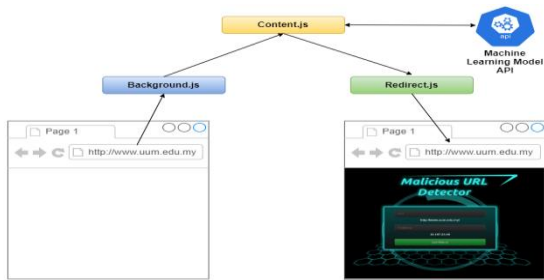 Content.js
api
Machine
Learning Model
API
Background.js
Redirect.js
Page 1
http://www.uum.edu.my
Page 1
http://www.uum.edu.my
Malicious URL
Detector